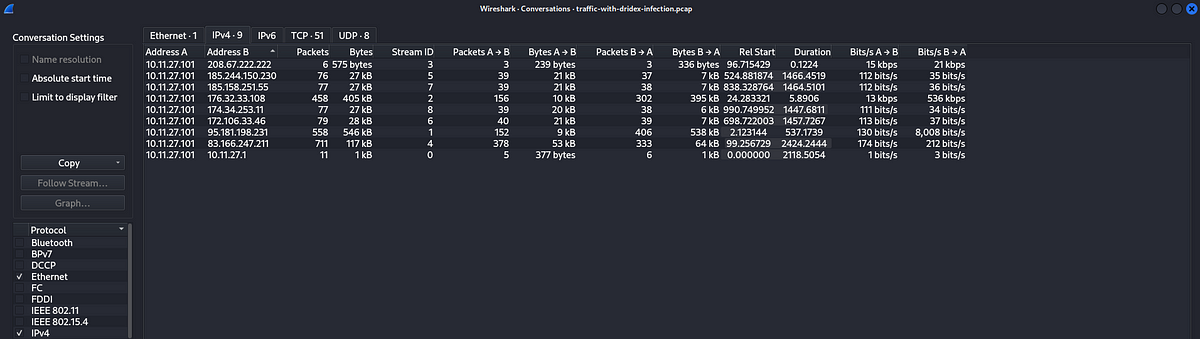 Wireshark · Conversations · traffic-with-dridex-infection.pcap
Conversation Settings
Name resolution
Absolute start time
Limit to display filter
Copy
Follow Stream…
Graph…
Protocol
Bluetooth
BPv7
DCCP
Ethernet
FC
FDDI
IEEE 802.11
IEEE 802.15.4
IPv4
Ethernet · 1 IPv4 · 9 IPv6 TCP · 51 UDP · 8
Address A Address B Packets Bytes Stream ID Packets A → B Bytes A → B Packets B → A Bytes B → A Rel Start Duration Bits/s A → B Bits/s B → A
10.11.27.101 208.67.222.222 6 575 bytes 3 3 239 bytes 3 336 bytes 96.715429 0.1224 15 kbps 21 kbps
10.11.27.101 185.244.150.230 76 27 kB 5 39 21 kB 37 7 kB 524.881874 1466.4519 112 bits/s 35 bits/s
10.11.27.101 185.158.251.55 77 27 kB 7 39 21 kB 38 7 kB 838.328764 1464.5101 112 bits/s 36 bits/s
10.11.27.101 176.32.33.108 458 405 kB 2 156 10 kB 302 395 kB 24.283321 5.8906 13 kbps 536 kbps
10.11.27.101 174.34.253.11 77 27 kB 8 39 20 kB 38 6 kB 990.749952 1447.6811 111 bits/s 34 bits/s
10.11.27.101 172.106.33.46 79 28 kB 6 40 21 kB 39 7 kB 698.722003 1457.7267 113 bits/s 37 bits/s
10.11.27.101 95.181.198.231 558 546 kB 1 152 9 kB 406 538 kB 2.123144 537.1739 130 bits/s 8,008 bits/s
10.11.27.101 83.166.247.211 711 117 kB 4 378 53 kB 333 64 kB 99.256729 2424.2444 174 bits/s 212 bits/s
10.11.27.101 10.11.27.1 11 1 kB 0 5 377 bytes 6 1 kB 0.000000 2118.5054 1 bits/s 3 bits/s